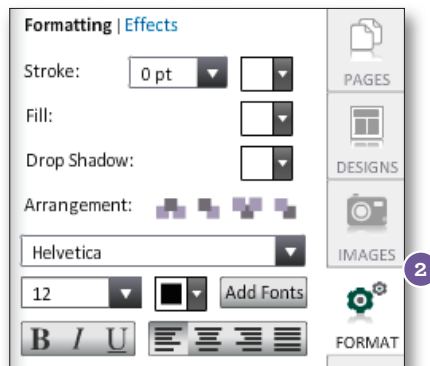 Formatting | Effects
Stroke: 0 pt
PAGES
Fill:
Drop Shadow:
DESIGNS
Arrangement:
Helvetica
IMAGES
2
12 Add Fonts
B I U
FORMAT